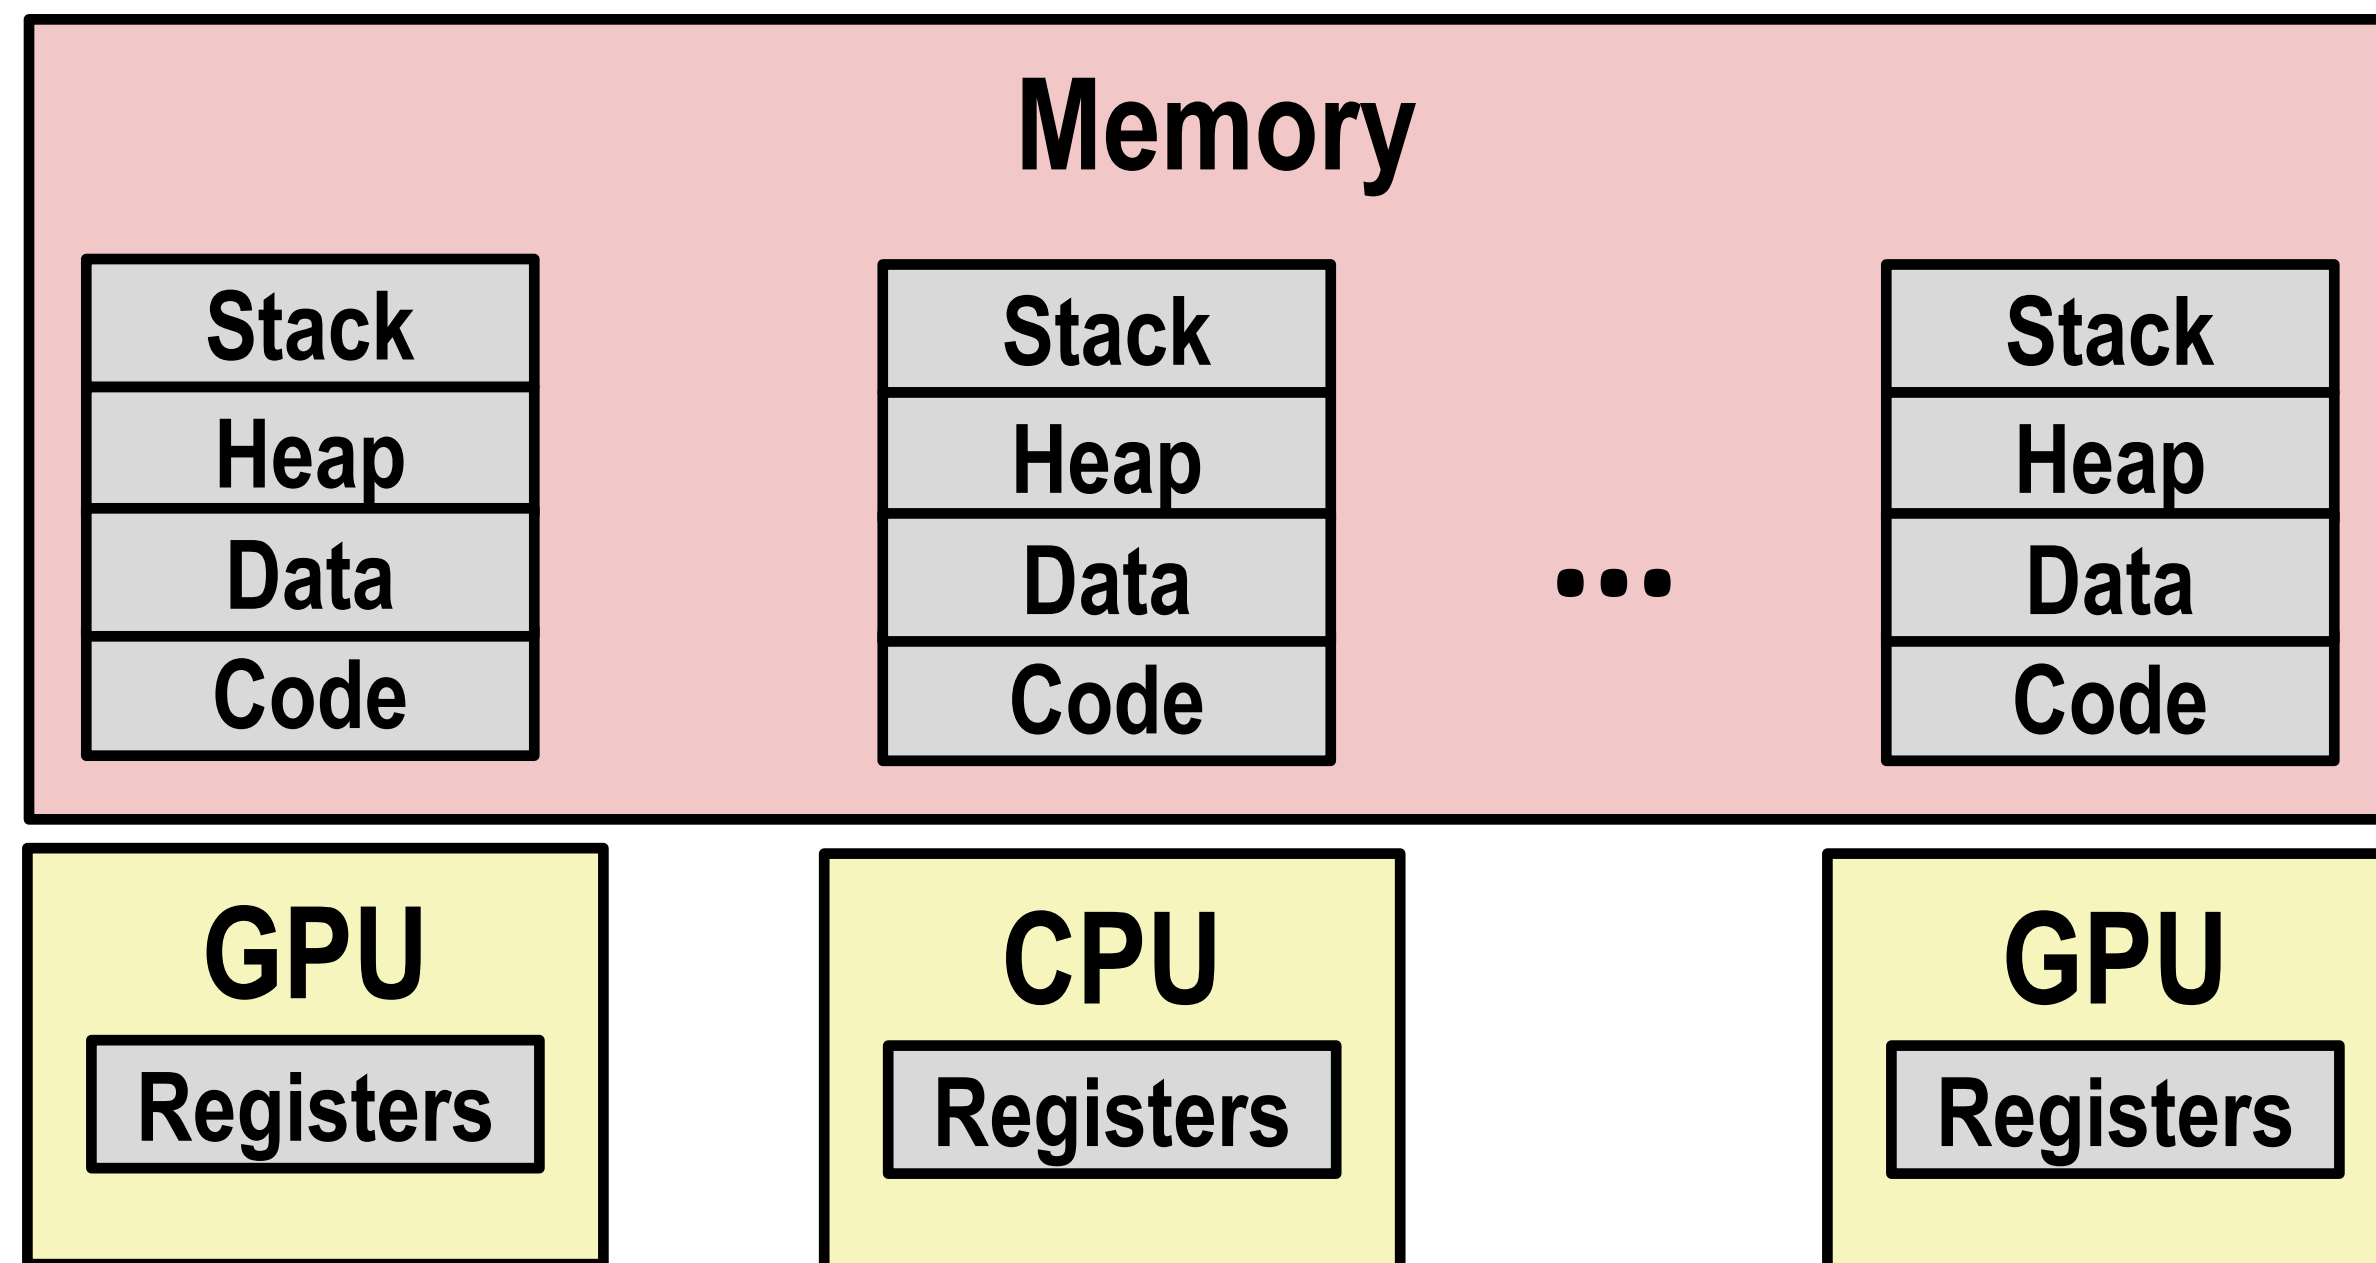 Memory
Stack Stack Stack
Heap Heap Heap
Data Data ... Data
Code Code Code
GPU CPU GPU
Registers Registers Registers